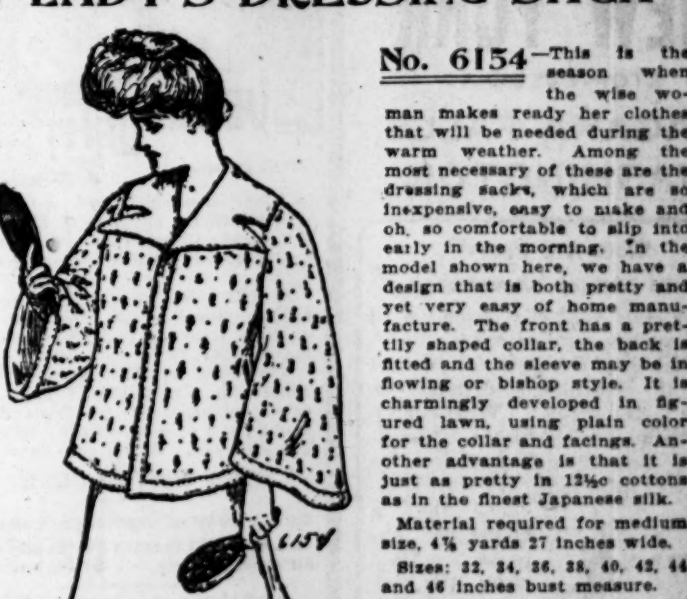 LADY'S DRESSING SACK
No. 6154—This is the
season when
the wise wo-
man makes ready her clothes
that will be needed during the
warm weather. Among the
most necessary of these are the
dressing sacks, which are so
inexpensive, easy to make and
oh, so comfortable to slip into
early in the morning. In the
model shown here, we have a
design that is both pretty and
yet very easy of home manu-
facture. The front has a pret-
tily shaped collar, the back is
fitted and the sleeve may be in
flowing or bishop style. It is
charmingly developed in fig-
ured lawn, using plain color
for the collar and facings. An-
other advantage is that it is
just as pretty in 12½c cottons
as in the finest Japanese silk.
Material required for medium
size, 4⅞ yards 27 inches wide.
Sizes: 32, 34, 36, 38, 40, 42, 44
and 46 inches bust measure.
6154